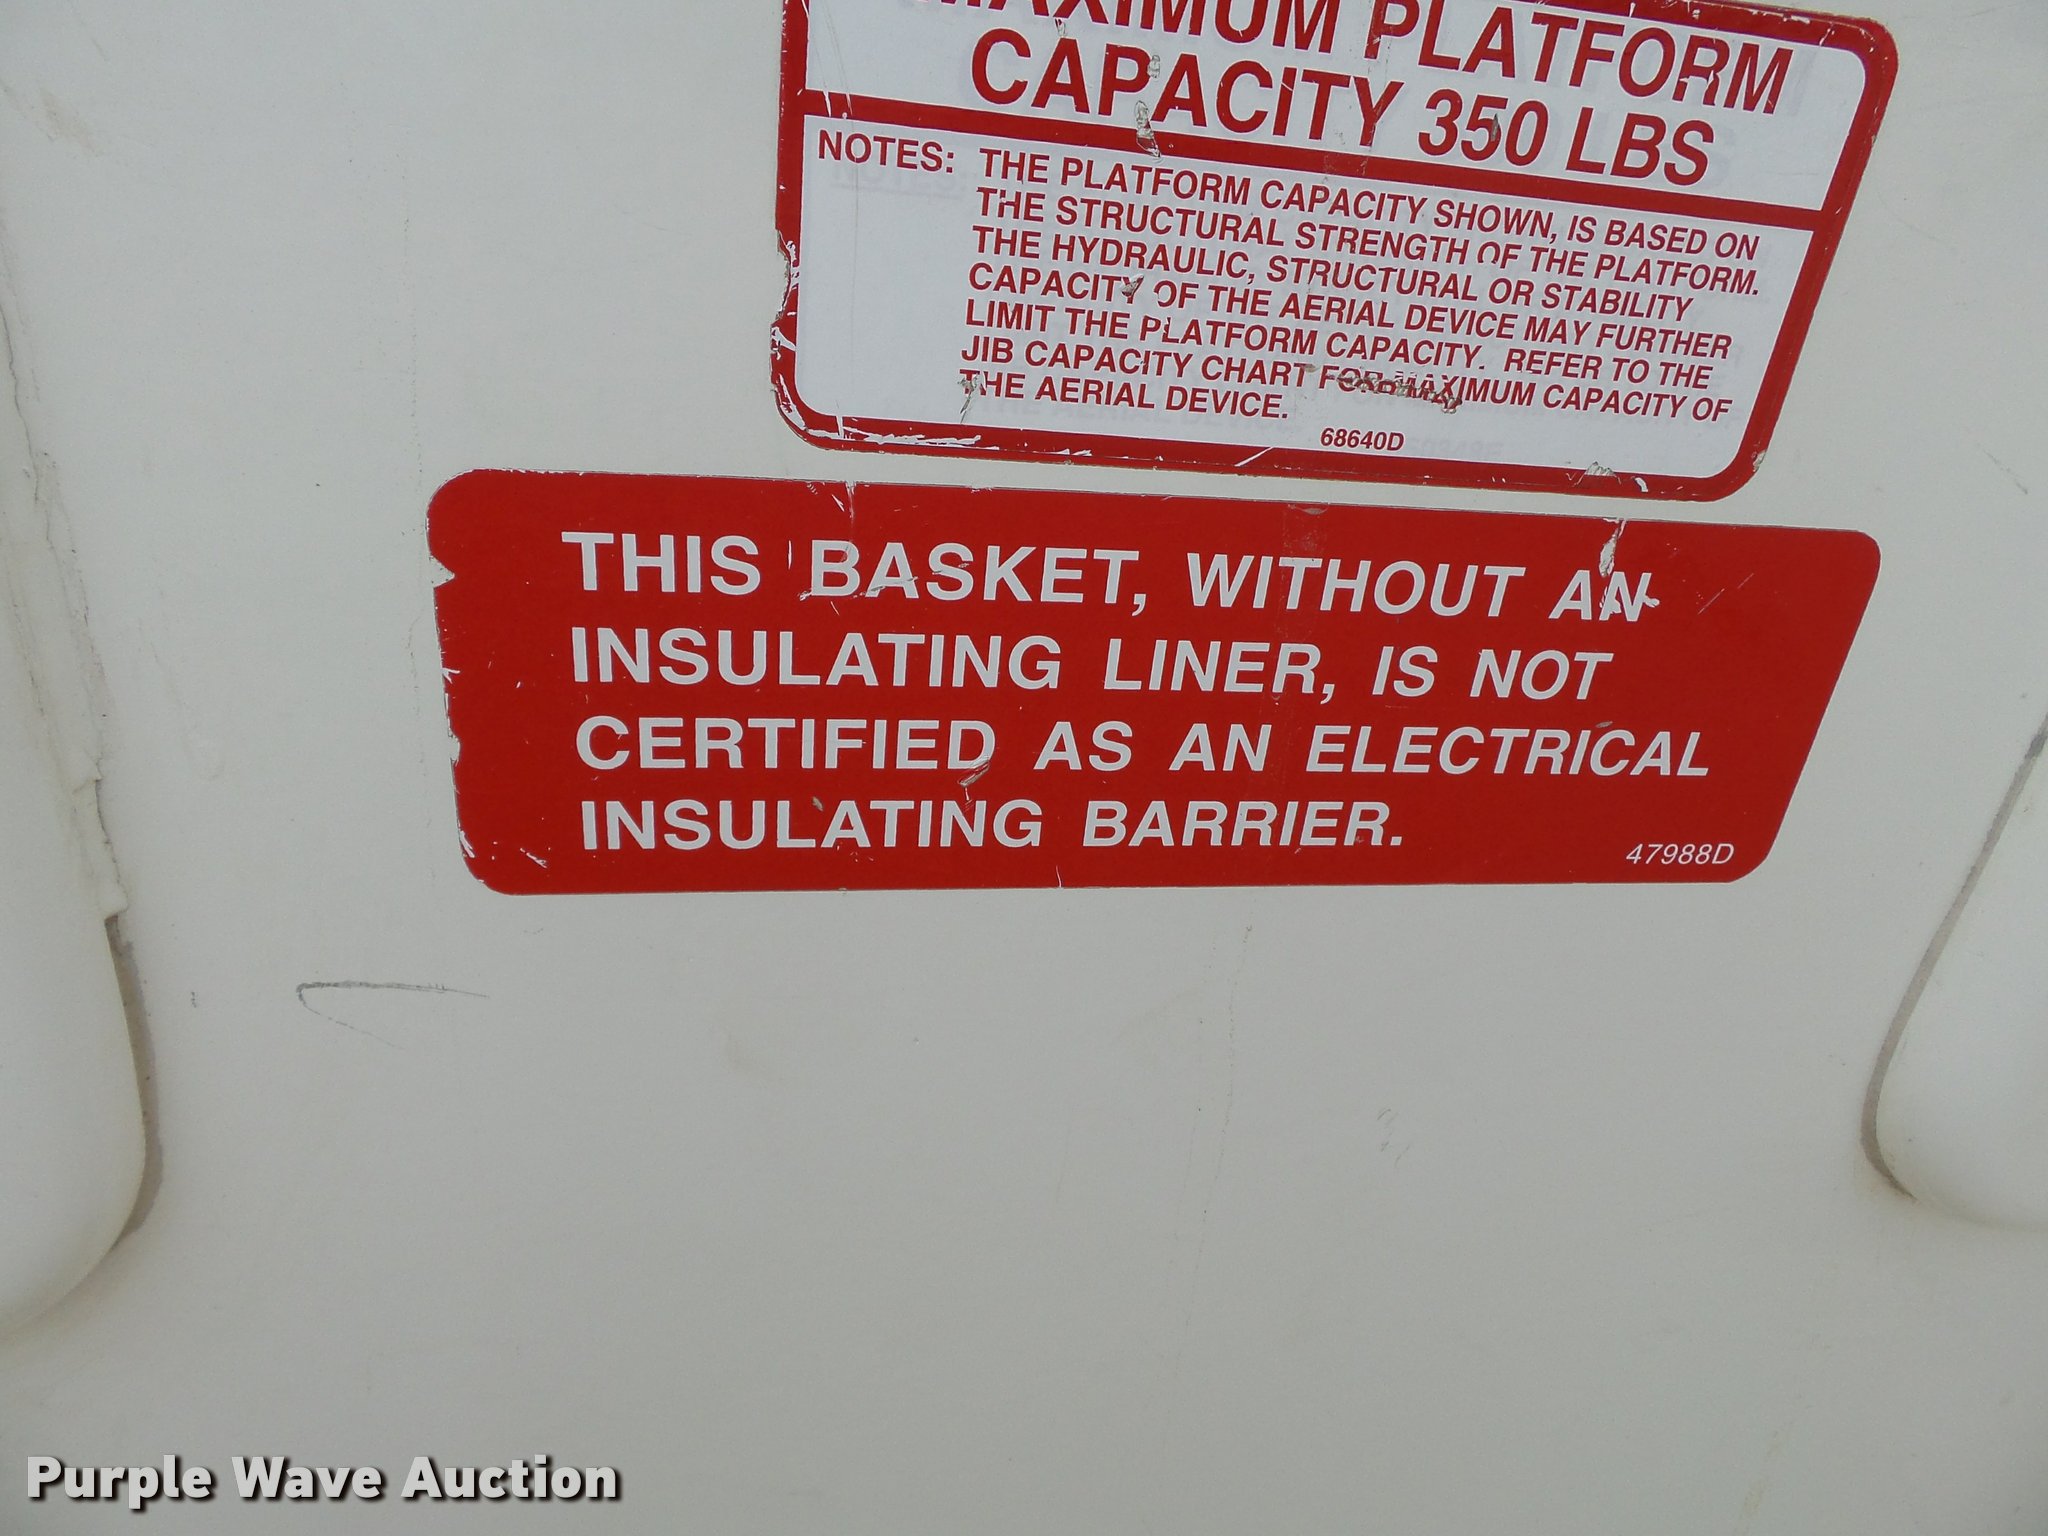 MAXIMUM PLATFORM
CAPACITY 350 LBS
NOTES: THE PLATFORM CAPACITY SHOWN, IS BASED ON
THE STRUCTURAL STRENGTH OF THE PLATFORM.
THE HYDRAULIC, STRUCTURAL OR STABILITY
CAPACITY OF THE AERIAL DEVICE MAY FURTHER
LIMIT THE PLATFORM CAPACITY. REFER TO THE
JIB CAPACITY CHART FOR MAXIMUM CAPACITY OF
THE AERIAL DEVICE.
68640D
THIS BASKET, WITHOUT AN
INSULATING LINER, IS NOT
CERTIFIED AS AN ELECTRICAL
INSULATING BARRIER.
47988D
Purple Wave Auction